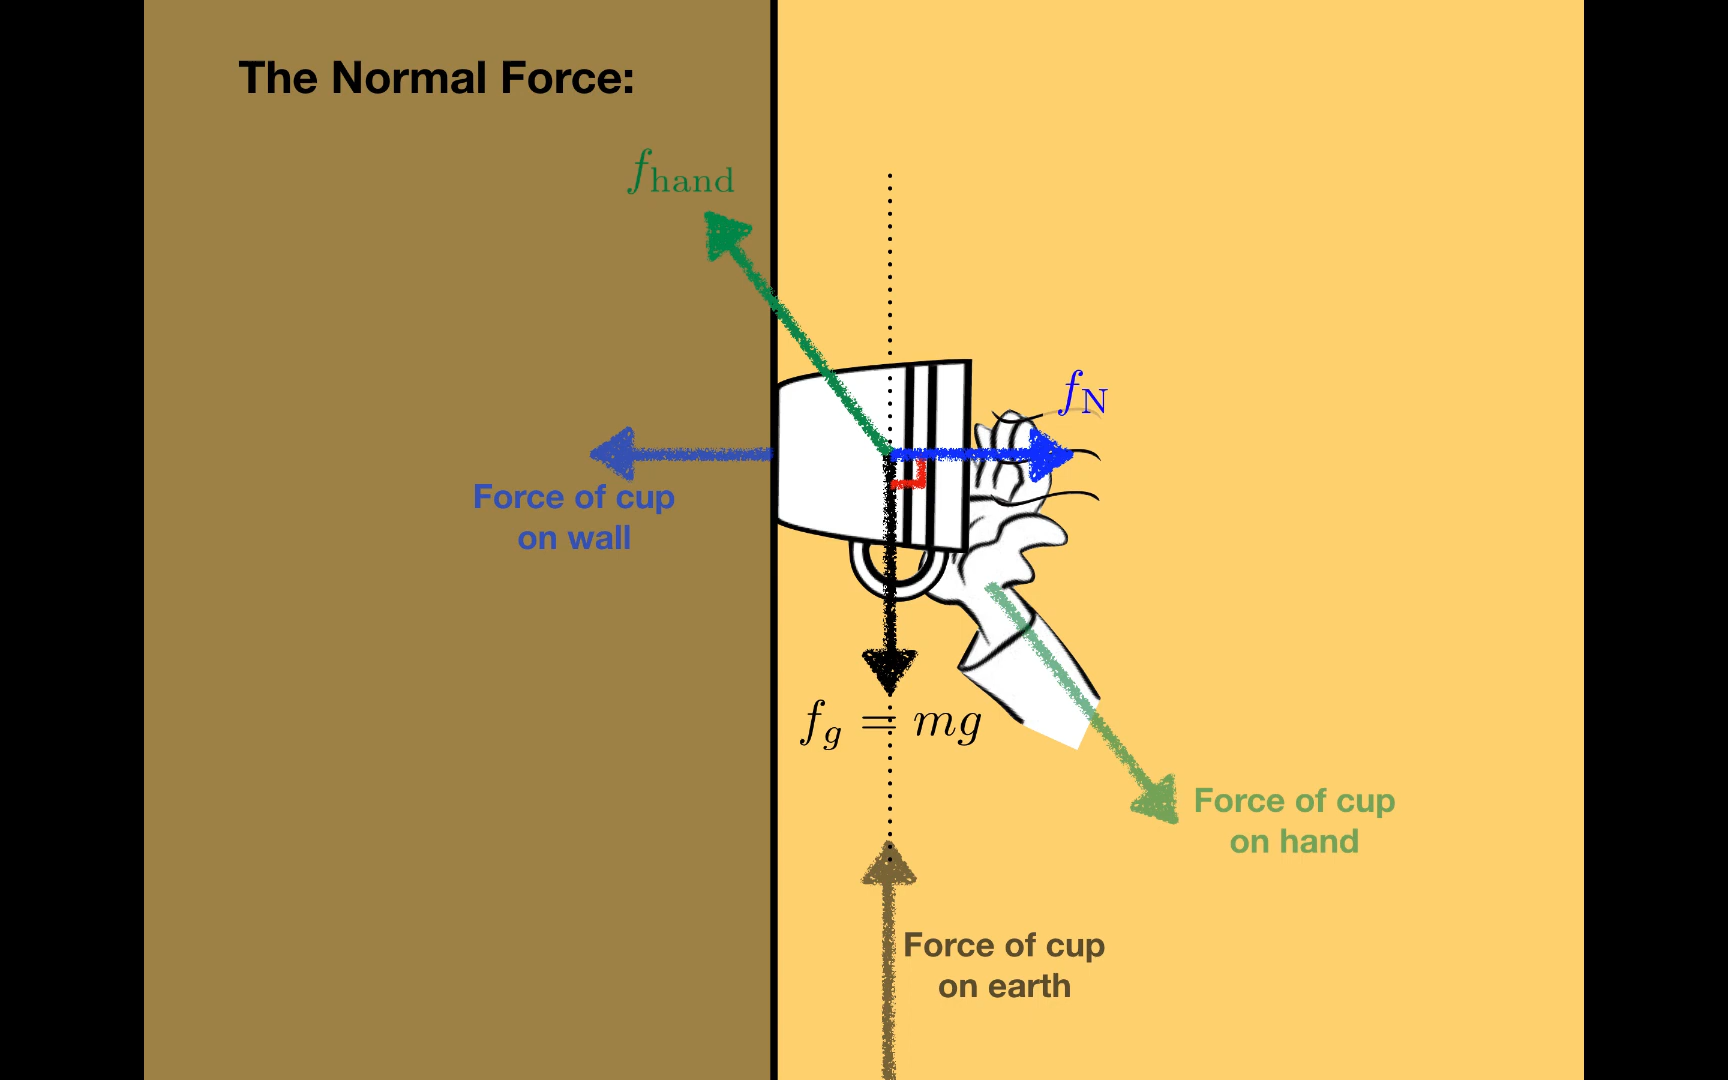 The Normal Force:
f_hand
f_N
Force of cup
on wall
f_g = mg
Force of cup
on hand
Force of cup
on earth